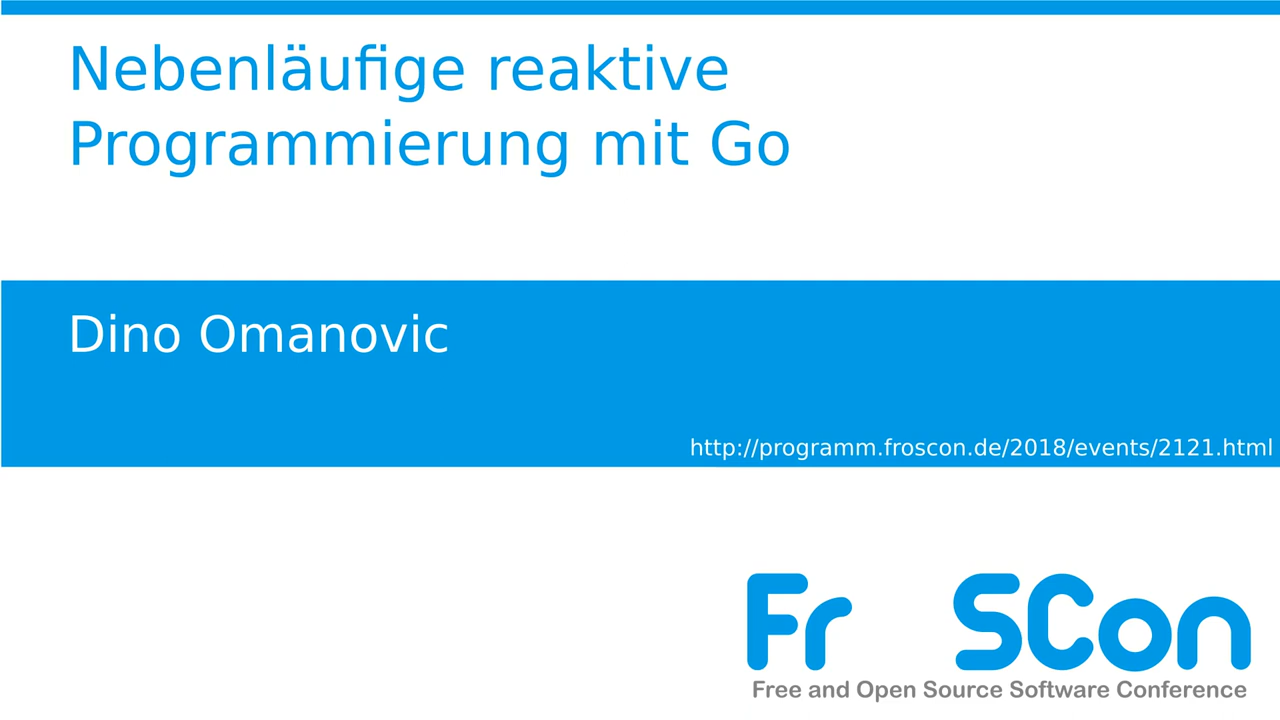 Nebenläufige reaktive
Programmierung mit Go
Dino Omanovic
http://programm.froscon.de/2018/events/2121.html
Fr SCon
Free and Open Source Software Conference